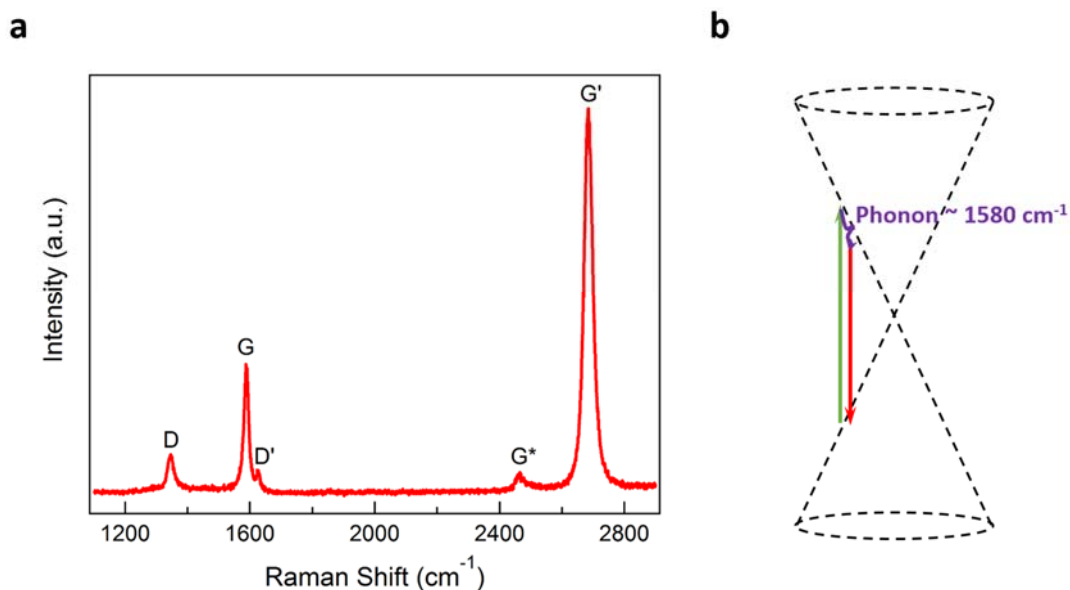 a
b
G'
Phonon ~ 1580 cm⁻¹
G
D
D'
G*
Intensity (a.u.)
1200
1600
2000
2400
2800
Raman Shift (cm⁻¹)